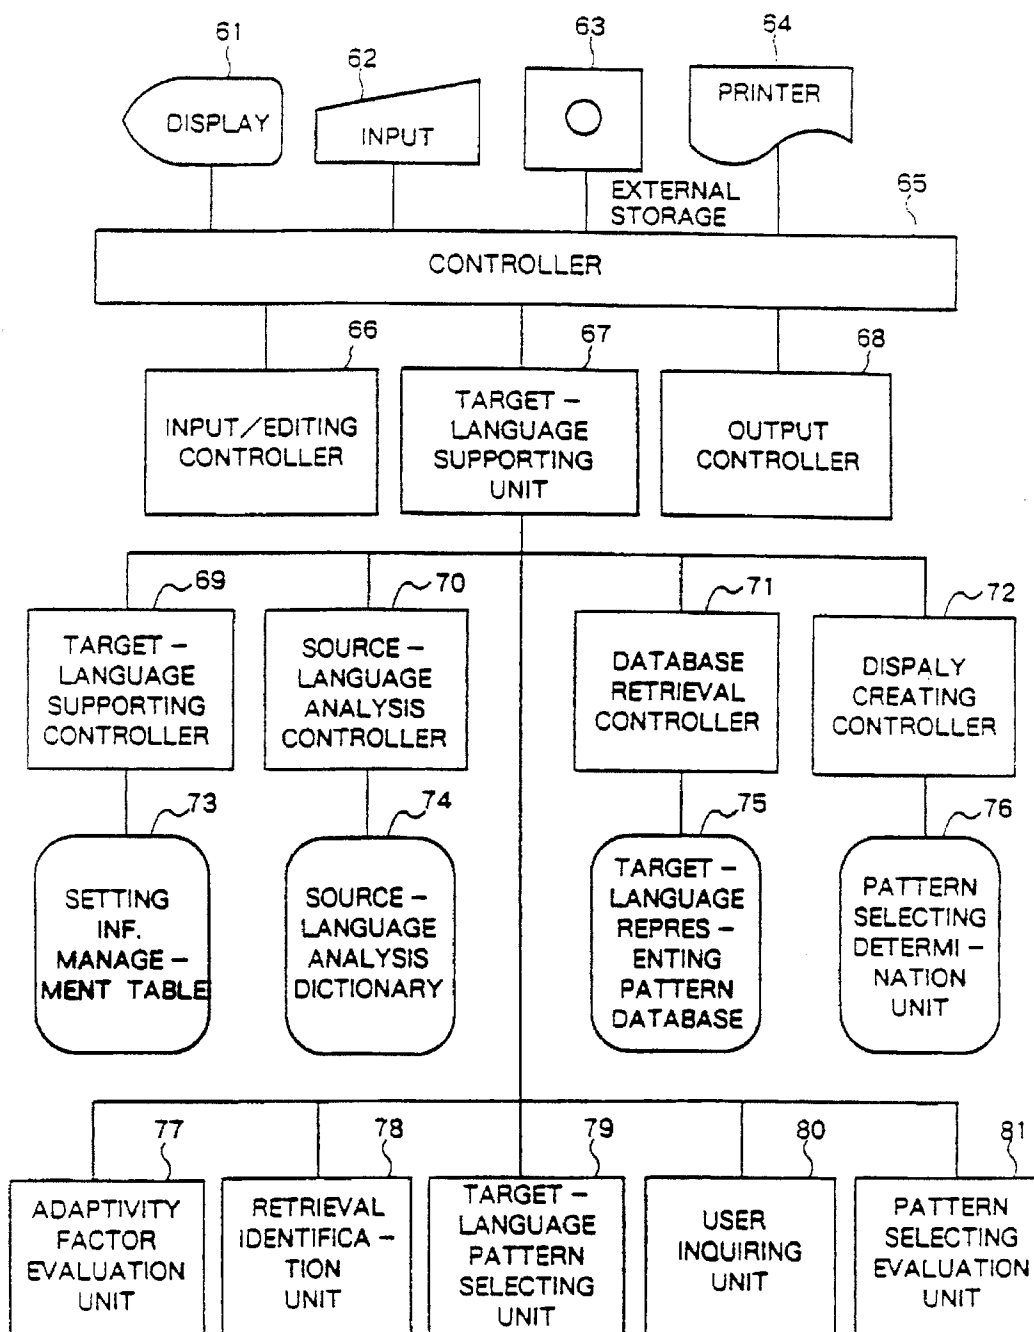 61
62
63
64
DISPLAY
INPUT
PRINTER
EXTERNAL
STORAGE
65
CONTROLLER
66
67
68
INPUT/EDITING
CONTROLLER
TARGET –
LANGUAGE
SUPPORTING
UNIT
OUTPUT
CONTROLLER
69
70
71
72
TARGET –
LANGUAGE
SUPPORTING
CONTROLLER
SOURCE –
LANGUAGE
ANALYSIS
CONTROLLER
DATABASE
RETRIEVAL
CONTROLLER
DISPALY
CREATING
CONTROLLER
73
74
75
76
SETTING
INF.
MANAGE –
MENT TABLE
SOURCE –
LANGUAGE
ANALYSIS
DICTIONARY
TARGET –
LANGUAGE
REPRES –
ENTING
PATTERN
DATABASE
PATTERN
SELECTING
DETERMI –
NATION
UNIT
77
78
79
80
81
ADAPTIVITY
FACTOR
EVALUATION
UNIT
RETRIEVAL
IDENTIFICA –
TION
UNIT
TARGET –
LANGUAGE
PATTERN
SELECTING
UNIT
USER
INQUIRING
UNIT
PATTERN
SELECTING
EVALUATION
UNIT